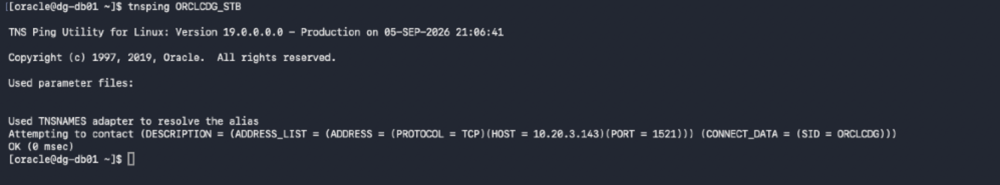 [[oracle@dg-db01 ~]$ tnsping ORCLCDG_STB
TNS Ping Utility for Linux: Version 19.0.0.0.0 - Production on 05-SEP-2026 21:06:41
Copyright (c) 1997, 2019, Oracle.  All rights reserved.
Used parameter files:
Used TNSNAMES adapter to resolve the alias
Attempting to contact (DESCRIPTION = (ADDRESS_LIST = (ADDRESS = (PROTOCOL = TCP)(HOST = 10.20.3.143)(PORT = 1521))) (CONNECT_DATA = (SID = ORCLCDG)))
OK (0 msec)
[oracle@dg-db01 ~]$